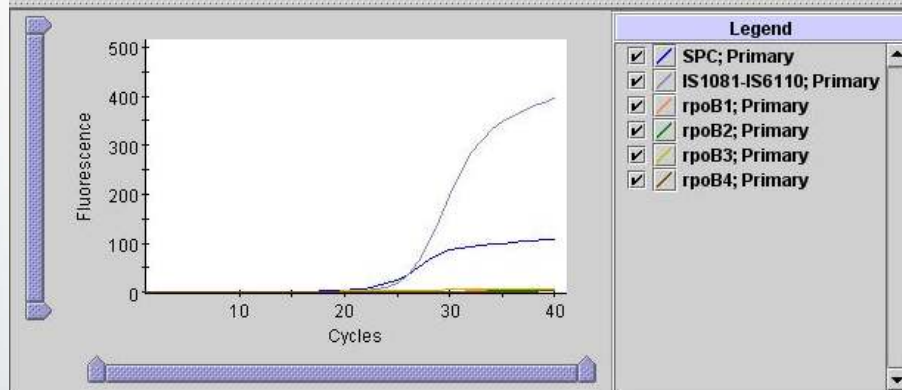 Legend
SPC; Primary
IS1081-IS6110; Primary
rpoB1; Primary
rpoB2; Primary
rpoB3; Primary
rpoB4; Primary
Fluorescence
500
400
300
200
100
0
10 20 30 40
Cycles